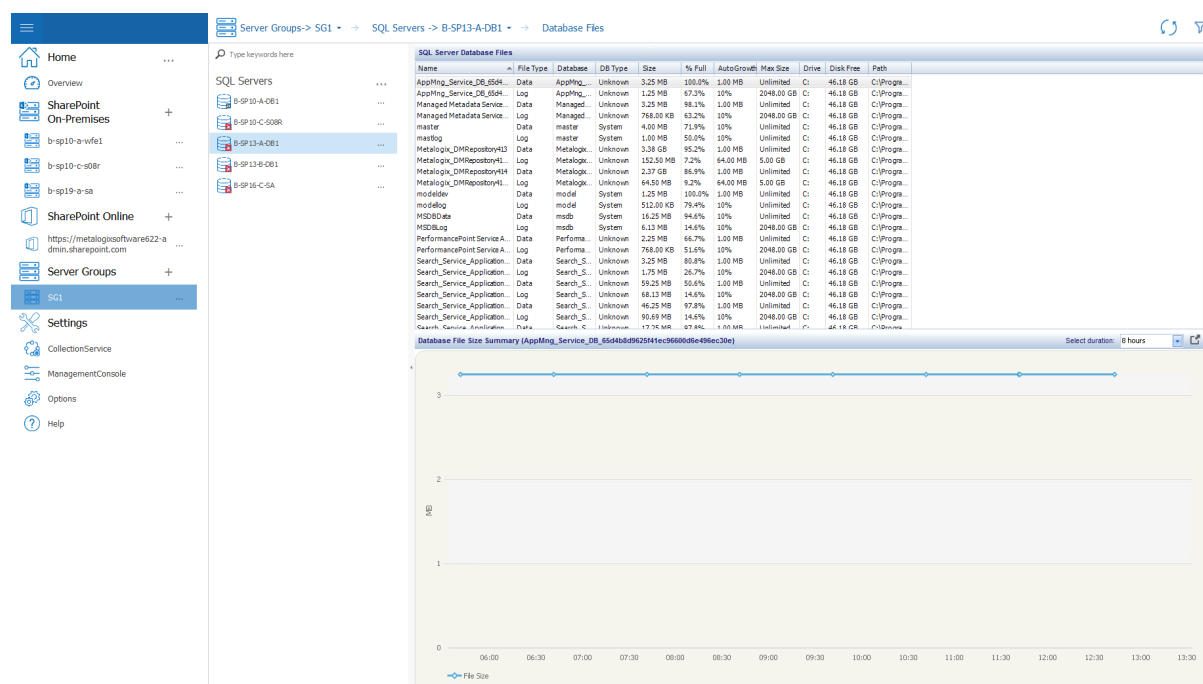 Server Groups-> SG1 → SQL Servers -> B-SP13-A-DB1 → Database Files
Home ...
Overview
SharePoint
On-Premises +
b-sp10-a-wfe1 ...
b-sp10-c-s08r ...
b-sp19-a-sa ...
SharePoint Online +
https://metalogixsoftware622-a
dmin.sharepoint.com ...
Server Groups +
SG1 ...
Settings
CollectionService
ManagementConsole
Options
? Help
Type keywords here
SQL Servers ...
B-SP10-A-DB1 ...
B-SP10-C-S08R ...
B-SP13-A-DB1 ...
B-SP13-B-DB1 ...
B-SP16-C-SA ...
SQL Server Database Files
Name File Type Database DB Type Size % Full AutoGrowth Max Size Drive Disk Free Path
AppMng_Service_DB_65d4... Data AppMng_... Unknown 3.25 MB 100.0% 1.00 MB Unlimited C: 46.18 GB C:\Progra...
AppMng_Service_DB_65d4... Log AppMng_... Unknown 1.25 MB 67.3% 10% 2048.00 GB C: 46.18 GB C:\Progra...
Managed Metadata Service... Data Managed... Unknown 3.25 MB 98.1% 1.00 MB Unlimited C: 46.18 GB C:\Progra...
Managed Metadata Service... Log Managed... Unknown 768.00 KB 63.2% 10% 2048.00 GB C: 46.18 GB C:\Progra...
master Data master System 4.00 MB 71.9% 10% Unlimited C: 46.18 GB C:\Progra...
mastlog Log master System 1.00 MB 50.0% 10% Unlimited C: 46.18 GB C:\Progra...
Metalogix_DMRepository413 Data Metalogix... Unknown 3.38 GB 95.2% 1.00 MB Unlimited C: 46.18 GB C:\Progra...
Metalogix_DMRepository41... Log Metalogix... Unknown 152.50 MB 7.2% 64.00 MB 5.00 GB C: 46.18 GB C:\Progra...
Metalogix_DMRepository414 Data Metalogix... Unknown 2.37 GB 86.9% 1.00 MB Unlimited C: 46.18 GB C:\Progra...
Metalogix_DMRepository41... Log Metalogix... Unknown 64.50 MB 9.2% 64.00 MB 5.00 GB C: 46.18 GB C:\Progra...
modeldev Data model System 1.25 MB 100.0% 1.00 MB Unlimited C: 46.18 GB C:\Progra...
modellog Log model System 512.00 KB 79.4% 10% Unlimited C: 46.18 GB C:\Progra...
MSDBData Data msdb System 16.25 MB 94.6% 10% Unlimited C: 46.18 GB C:\Progra...
MSDBLog Log msdb System 6.13 MB 14.6% 10% 2048.00 GB C: 46.18 GB C:\Progra...
PerformancePoint Service A... Data Performa... Unknown 2.25 MB 66.7% 1.00 MB Unlimited C: 46.18 GB C:\Progra...
PerformancePoint Service A... Log Performa... Unknown 768.00 KB 51.6% 10% 2048.00 GB C: 46.18 GB C:\Progra...
Search_Service_Application... Data Search_S... Unknown 3.25 MB 80.8% 1.00 MB Unlimited C: 46.18 GB C:\Progra...
Search_Service_Application... Log Search_S... Unknown 1.75 MB 26.7% 10% 2048.00 GB C: 46.18 GB C:\Progra...
Search_Service_Application... Data Search_S... Unknown 59.25 MB 50.6% 1.00 MB Unlimited C: 46.18 GB C:\Progra...
Search_Service_Application... Log Search_S... Unknown 68.13 MB 14.6% 10% 2048.00 GB C: 46.18 GB C:\Progra...
Search_Service_Application... Data Search_S... Unknown 46.25 MB 97.8% 1.00 MB Unlimited C: 46.18 GB C:\Progra...
Search_Service_Application... Log Search_S... Unknown 90.69 MB 14.6% 10% 2048.00 GB C: 46.18 GB C:\Progra...
Search_Service_Application... Data Search_S... Unknown 17.25 MB 97.8% 1.00 MB Unlimited C: 46.18 GB C:\Progra...
Database File Size Summary (AppMng_Service_DB_65d4b8d9625f41ec96600d6e496ec30e) Select duration: 8 hours
3
2
MB
1
0
06:00 06:30 07:00 07:30 08:00 08:30 09:00 09:30 10:00 10:30 11:00 11:30 12:00 12:30 13:00 13:30
File Size